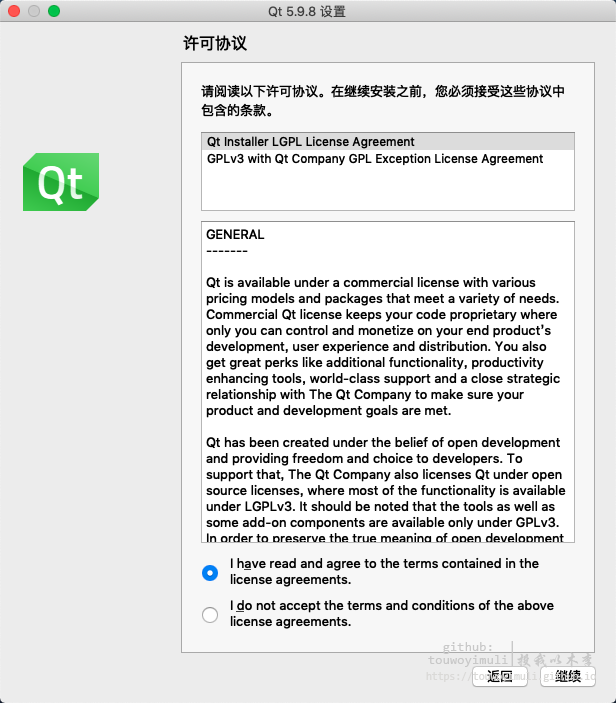 Qt 5.9.8 设置
许可协议
请阅读以下许可协议。在继续安装之前，您必须接受这些协议中
包含的条款。
Qt Installer LGPL License Agreement
GPLv3 with Qt Company GPL Exception License Agreement
Qt
GENERAL
-------
Qt is available under a commercial license with various
pricing models and packages that meet a variety of needs.
Commercial Qt license keeps your code proprietary where
only you can control and monetize on your end product's
development, user experience and distribution. You also
get great perks like additional functionality, productivity
enhancing tools, world-class support and a close strategic
relationship with The Qt Company to make sure your
product and development goals are met.
Qt has been created under the belief of open development
and providing freedom and choice to developers. To
support that, The Qt Company also licenses Qt under open
source licenses, where most of the functionality is available
under LGPLv3. It should be noted that the tools as well as
some add-on components are available only under GPLv3.
In order to preserve the true meaning of open development
I have read and agree to the terms contained in the
license agreements.
I do not accept the terms and conditions of the above
license agreements.
github:
touwoyimuli|投我以木李
https://touwoyimuli.github.io
返回
继续